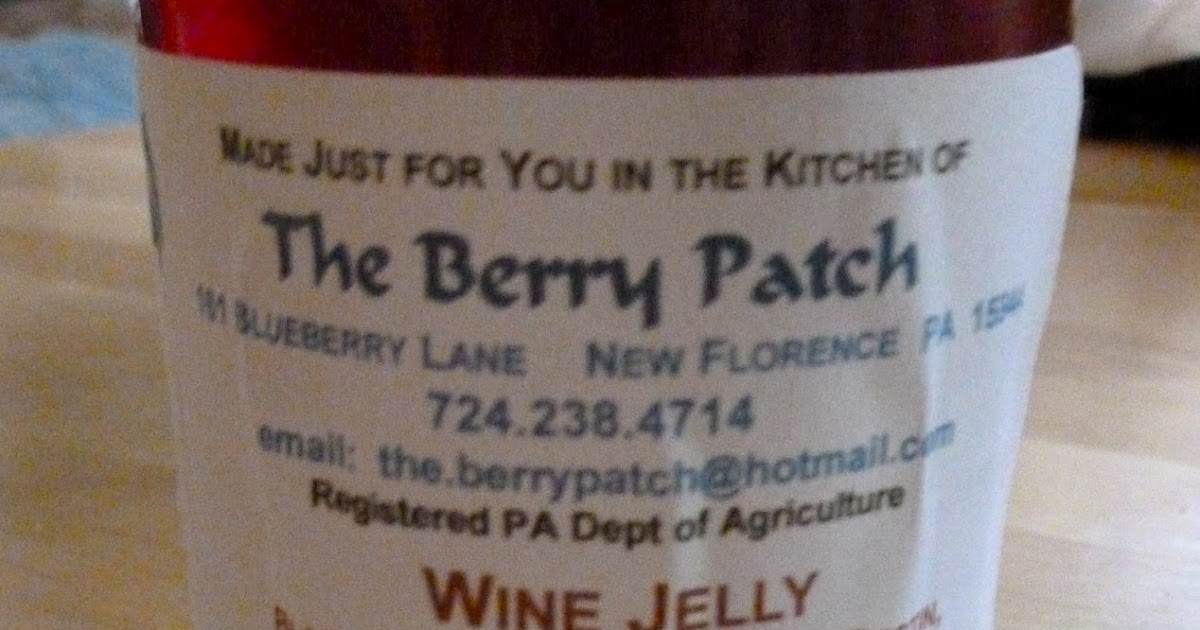 MADE JUST FOR YOU IN THE KITCHEN OF
The Berry Patch
BLUEBERRY LANE NEW FLORENCE PA
724.238.4714
email: the.berrypatch@hotmail.com
Registered PA Dept of Agriculture
WINE JELLY